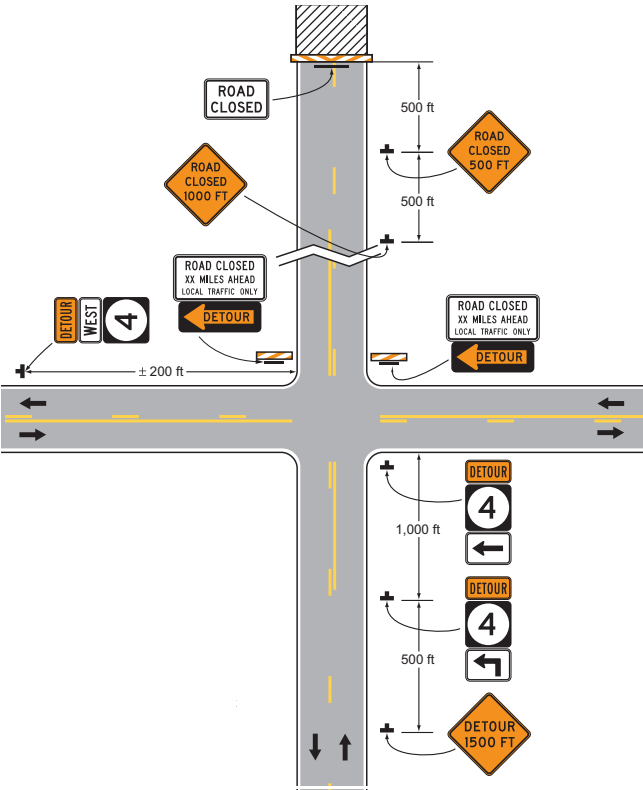 ROAD
CLOSED
500 ft
ROAD
CLOSED
500 FT
ROAD
CLOSED
1000 FT
500 ft
ROAD CLOSED
XX MILES AHEAD
LOCAL TRAFFIC ONLY
DETOUR
DETOUR
WEST
4
ROAD CLOSED
XX MILES AHEAD
LOCAL TRAFFIC ONLY
DETOUR
± 200 ft
DETOUR
4
1,000 ft
DETOUR
4
500 ft
DETOUR
1500 FT